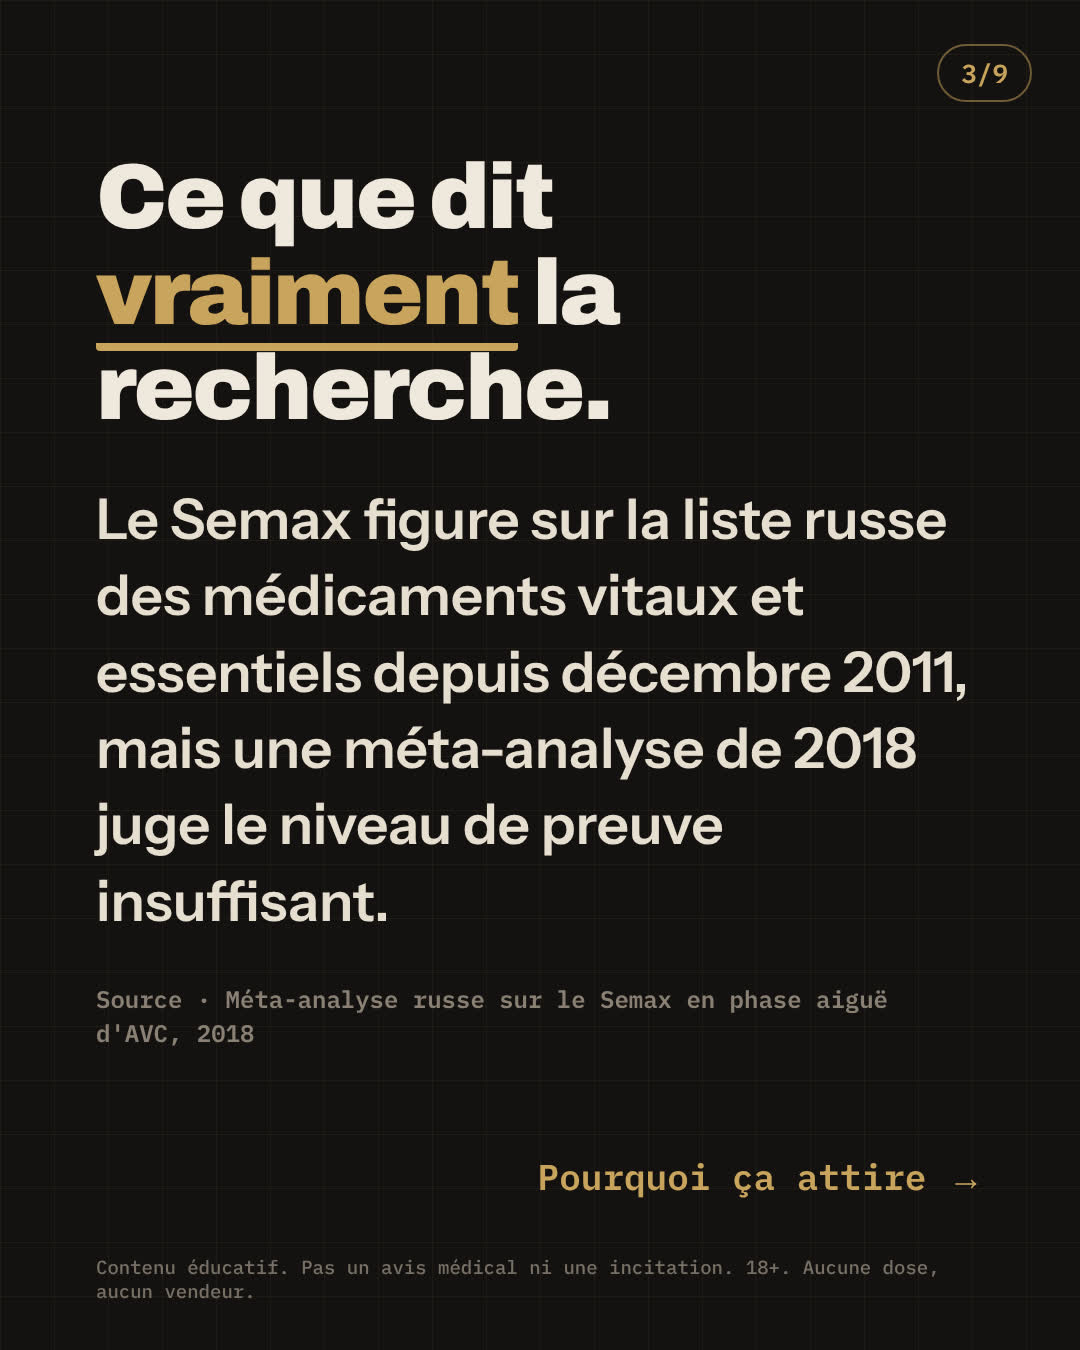 3/9
Ce que dit
vraiment la
recherche.
Le Semax figure sur la liste russe
des médicaments vitaux et
essentiels depuis décembre 2011,
mais une méta-analyse de 2018
juge le niveau de preuve
insuffisant.
Source · Méta-analyse russe sur le Semax en phase aiguë
d'AVC, 2018
Pourquoi ça attire →
Contenu éducatif. Pas un avis médical ni une incitation. 18+. Aucune dose,
aucun vendeur.